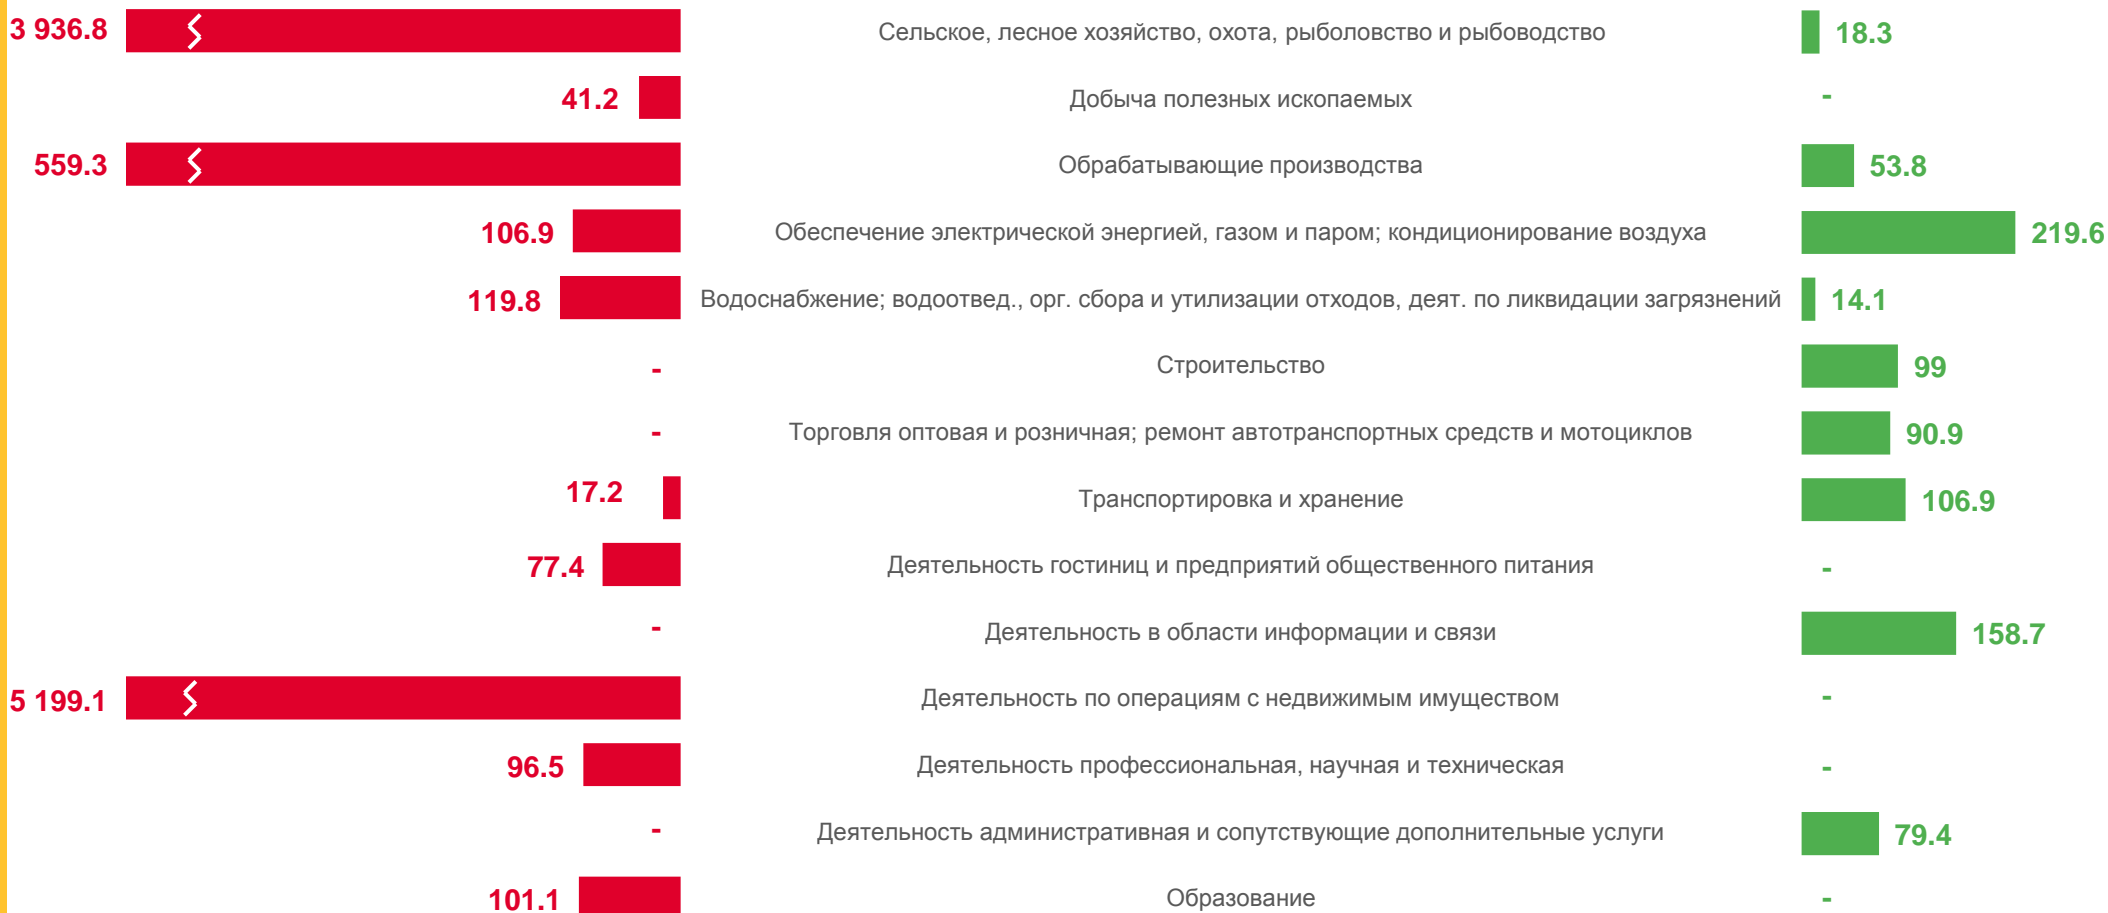 3 936.8 Сельское, лесное хозяйство, охота, рыболовство и рыбоводство 18.3
41.2 Добыча полезных ископаемых -
559.3 Обрабатывающие производства 53.8
106.9 Обеспечение электрической энергией, газом и паром; кондиционирование воздуха 219.6
119.8 Водоснабжение; водоотвед., орг. сбора и утилизации отходов, деят. по ликвидации загрязнений 14.1
- Строительство 99
- Торговля оптовая и розничная; ремонт автотранспортных средств и мотоциклов 90.9
17.2 Транспортировка и хранение 106.9
77.4 Деятельность гостиниц и предприятий общественного питания -
- Деятельность в области информации и связи 158.7
5 199.1 Деятельность по операциям с недвижимым имуществом -
96.5 Деятельность профессиональная, научная и техническая -
- Деятельность административная и сопутствующие дополнительные услуги 79.4
101.1 Образование -